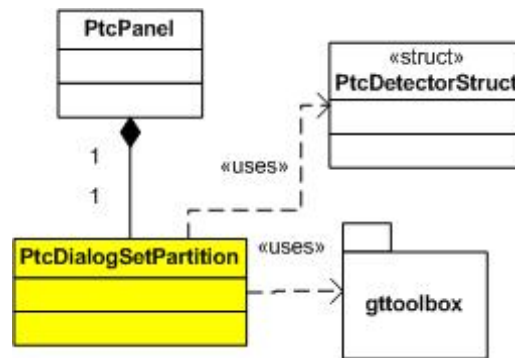 PtcPanel
«struct»
PtcDetectorStruct
1
«uses»
1
«uses»
PtcDialogSetPartition
gttoolbox